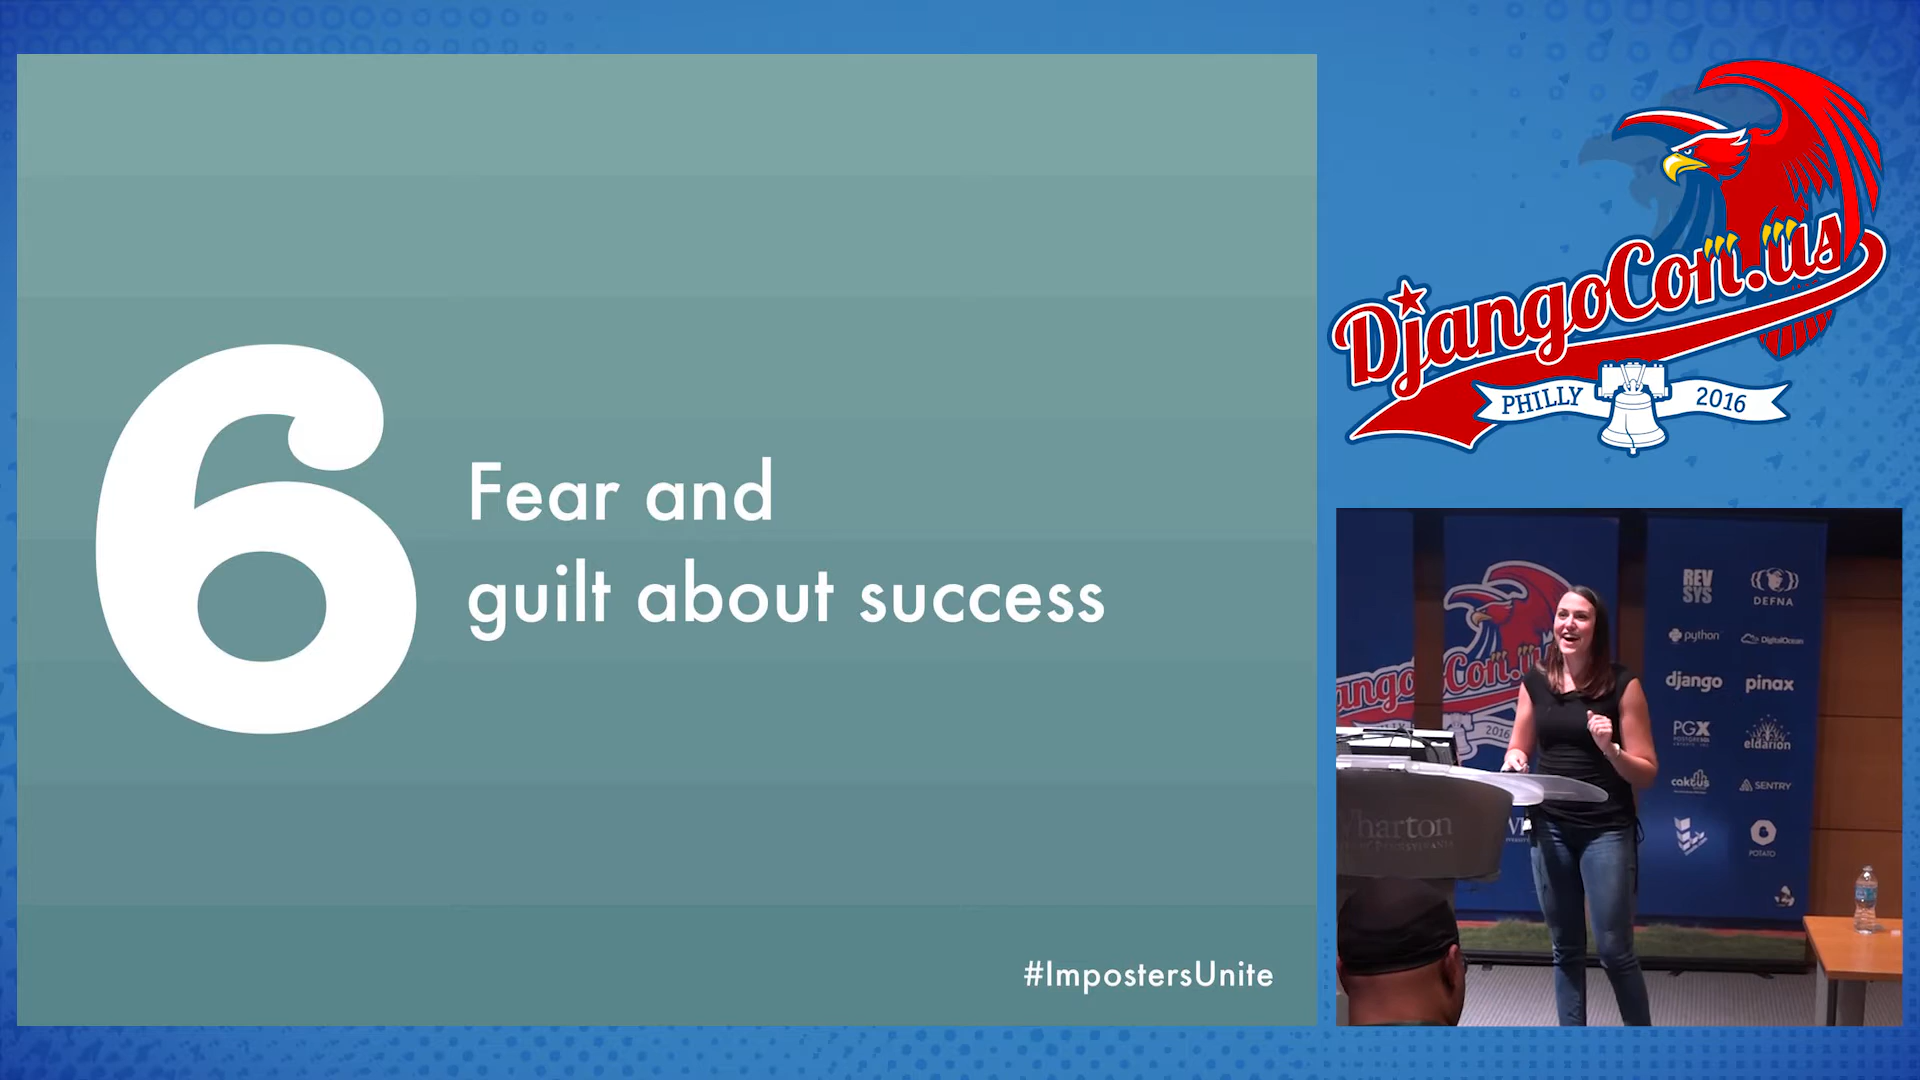 6
Fear and
guilt about success
#ImpostersUnite
DjangoCon.us
PHILLY 2016
REV
SYS
DEFNA
python
DigitalOcean
django
pinax
PGX
eldarion
caktus
SENTRY
POTATO
2016
Wharton